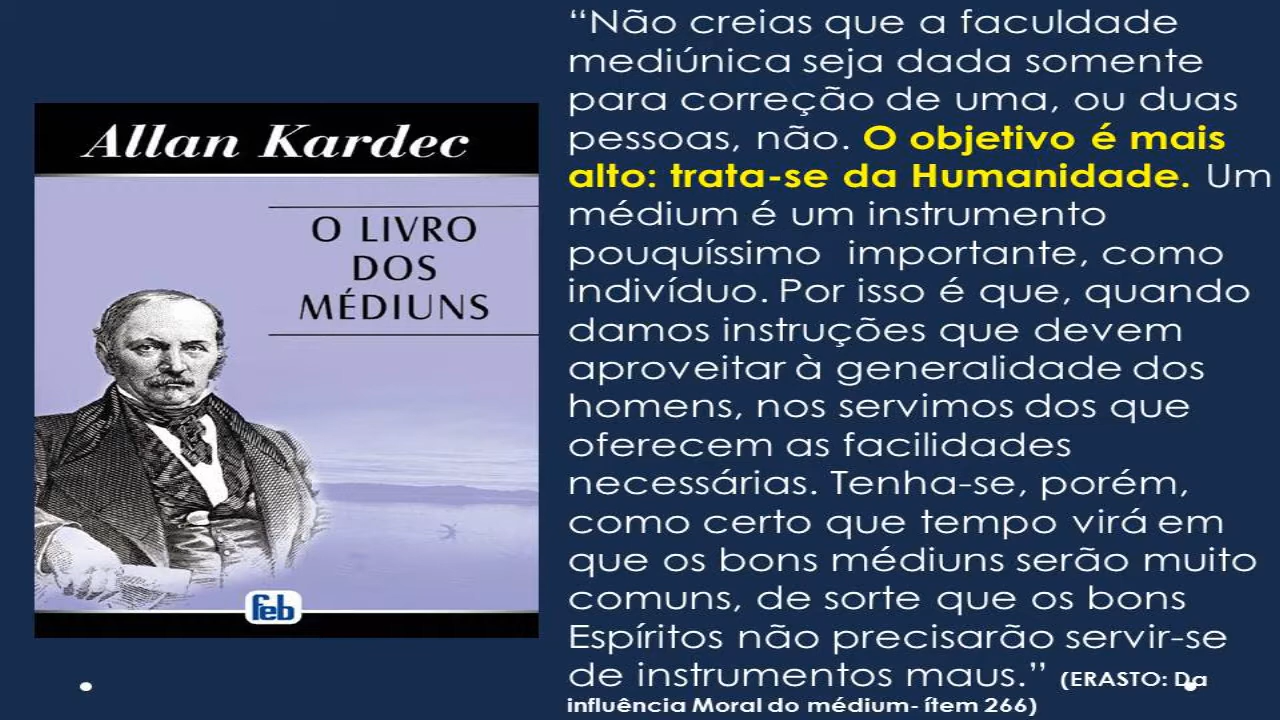 Allan Kardec
O LIVRO
DOS
MÉDIUNS
feb
“Não creias que a faculdade
mediúnica seja dada somente
para correção de uma, ou duas
pessoas, não. O objetivo é mais
alto: trata-se da Humanidade. Um
médium é um instrumento
pouquíssimo importante, como
indivíduo. Por isso é que, quando
damos instruções que devem
aproveitar à generalidade dos
homens, nos servimos dos que
oferecem as facilidades
necessárias. Tenha-se, porém,
como certo que tempo virá em
que os bons médiuns serão muito
comuns, de sorte que os bons
Espíritos não precisarão servir-se
de instrumentos maus.” (ERASTO: Da
influência Moral do médium- ítem 266)